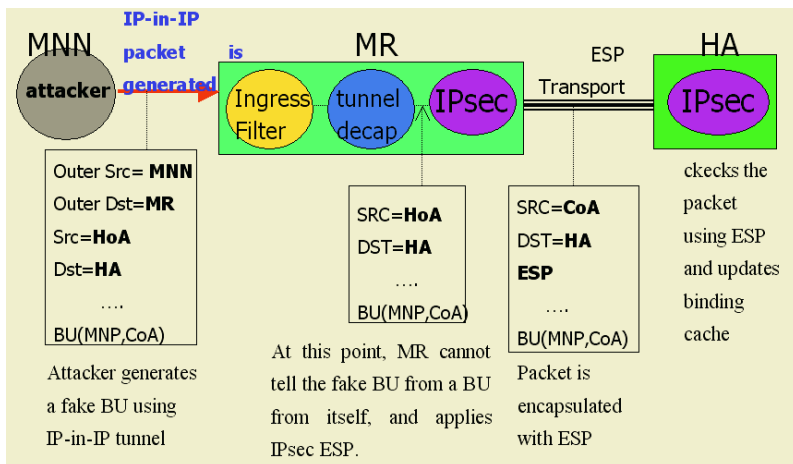 IP-in-IP
packet is
generated
MNN
attacker
MR
ESP
Transport
HA
Ingress
Filter
tunnel
decap
IPsec
IPsec
Outer Src= MNN
Outer Dst=MR
Src=HoA
Dst=HA
....
BU(MNP,CoA)
SRC=HoA
DST=HA
....
BU(MNP,CoA)
SRC=CoA
DST=HA
ESP
....
BU(MNP,CoA)
ckecks the
packet
using ESP
and updates
binding
cache
Attacker generates
a fake BU using
IP-in-IP tunnel
At this point, MR cannot
tell the fake BU from a BU
from itself, and applies
IPsec ESP.
Packet is
encapsulated
with ESP